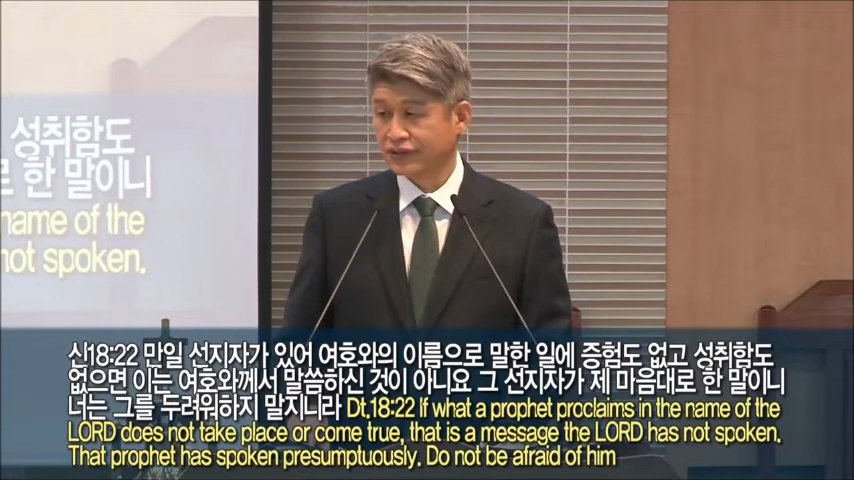 성취함도
로 한 말이니
name of the
not spoken.
신18:22 만일 선지자가 있어 여호와의 이름으로 말한 일에 증험도 없고 성취함도
없으면 이는 여호와께서 말씀하신 것이 아니요 그 선지자가 제 마음대로 한 말이니
너는 그를 두려워하지 말지니라 Dt.18:22 If what a prophet proclaims in the name of the
LORD does not take place or come true, that is a message the LORD has not spoken.
That prophet has spoken presumptuously. Do not be afraid of him